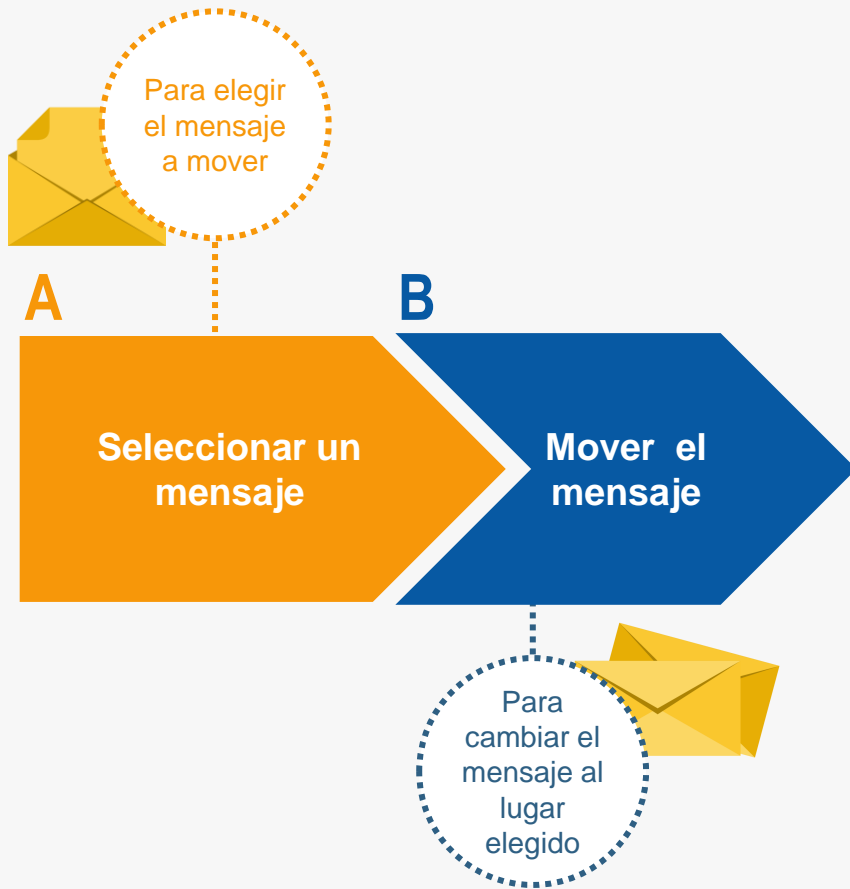 Para elegir
el mensaje
a mover
A
B
Seleccionar un
mensaje
Mover  el
mensaje
Para
cambiar el
mensaje al
lugar
elegido